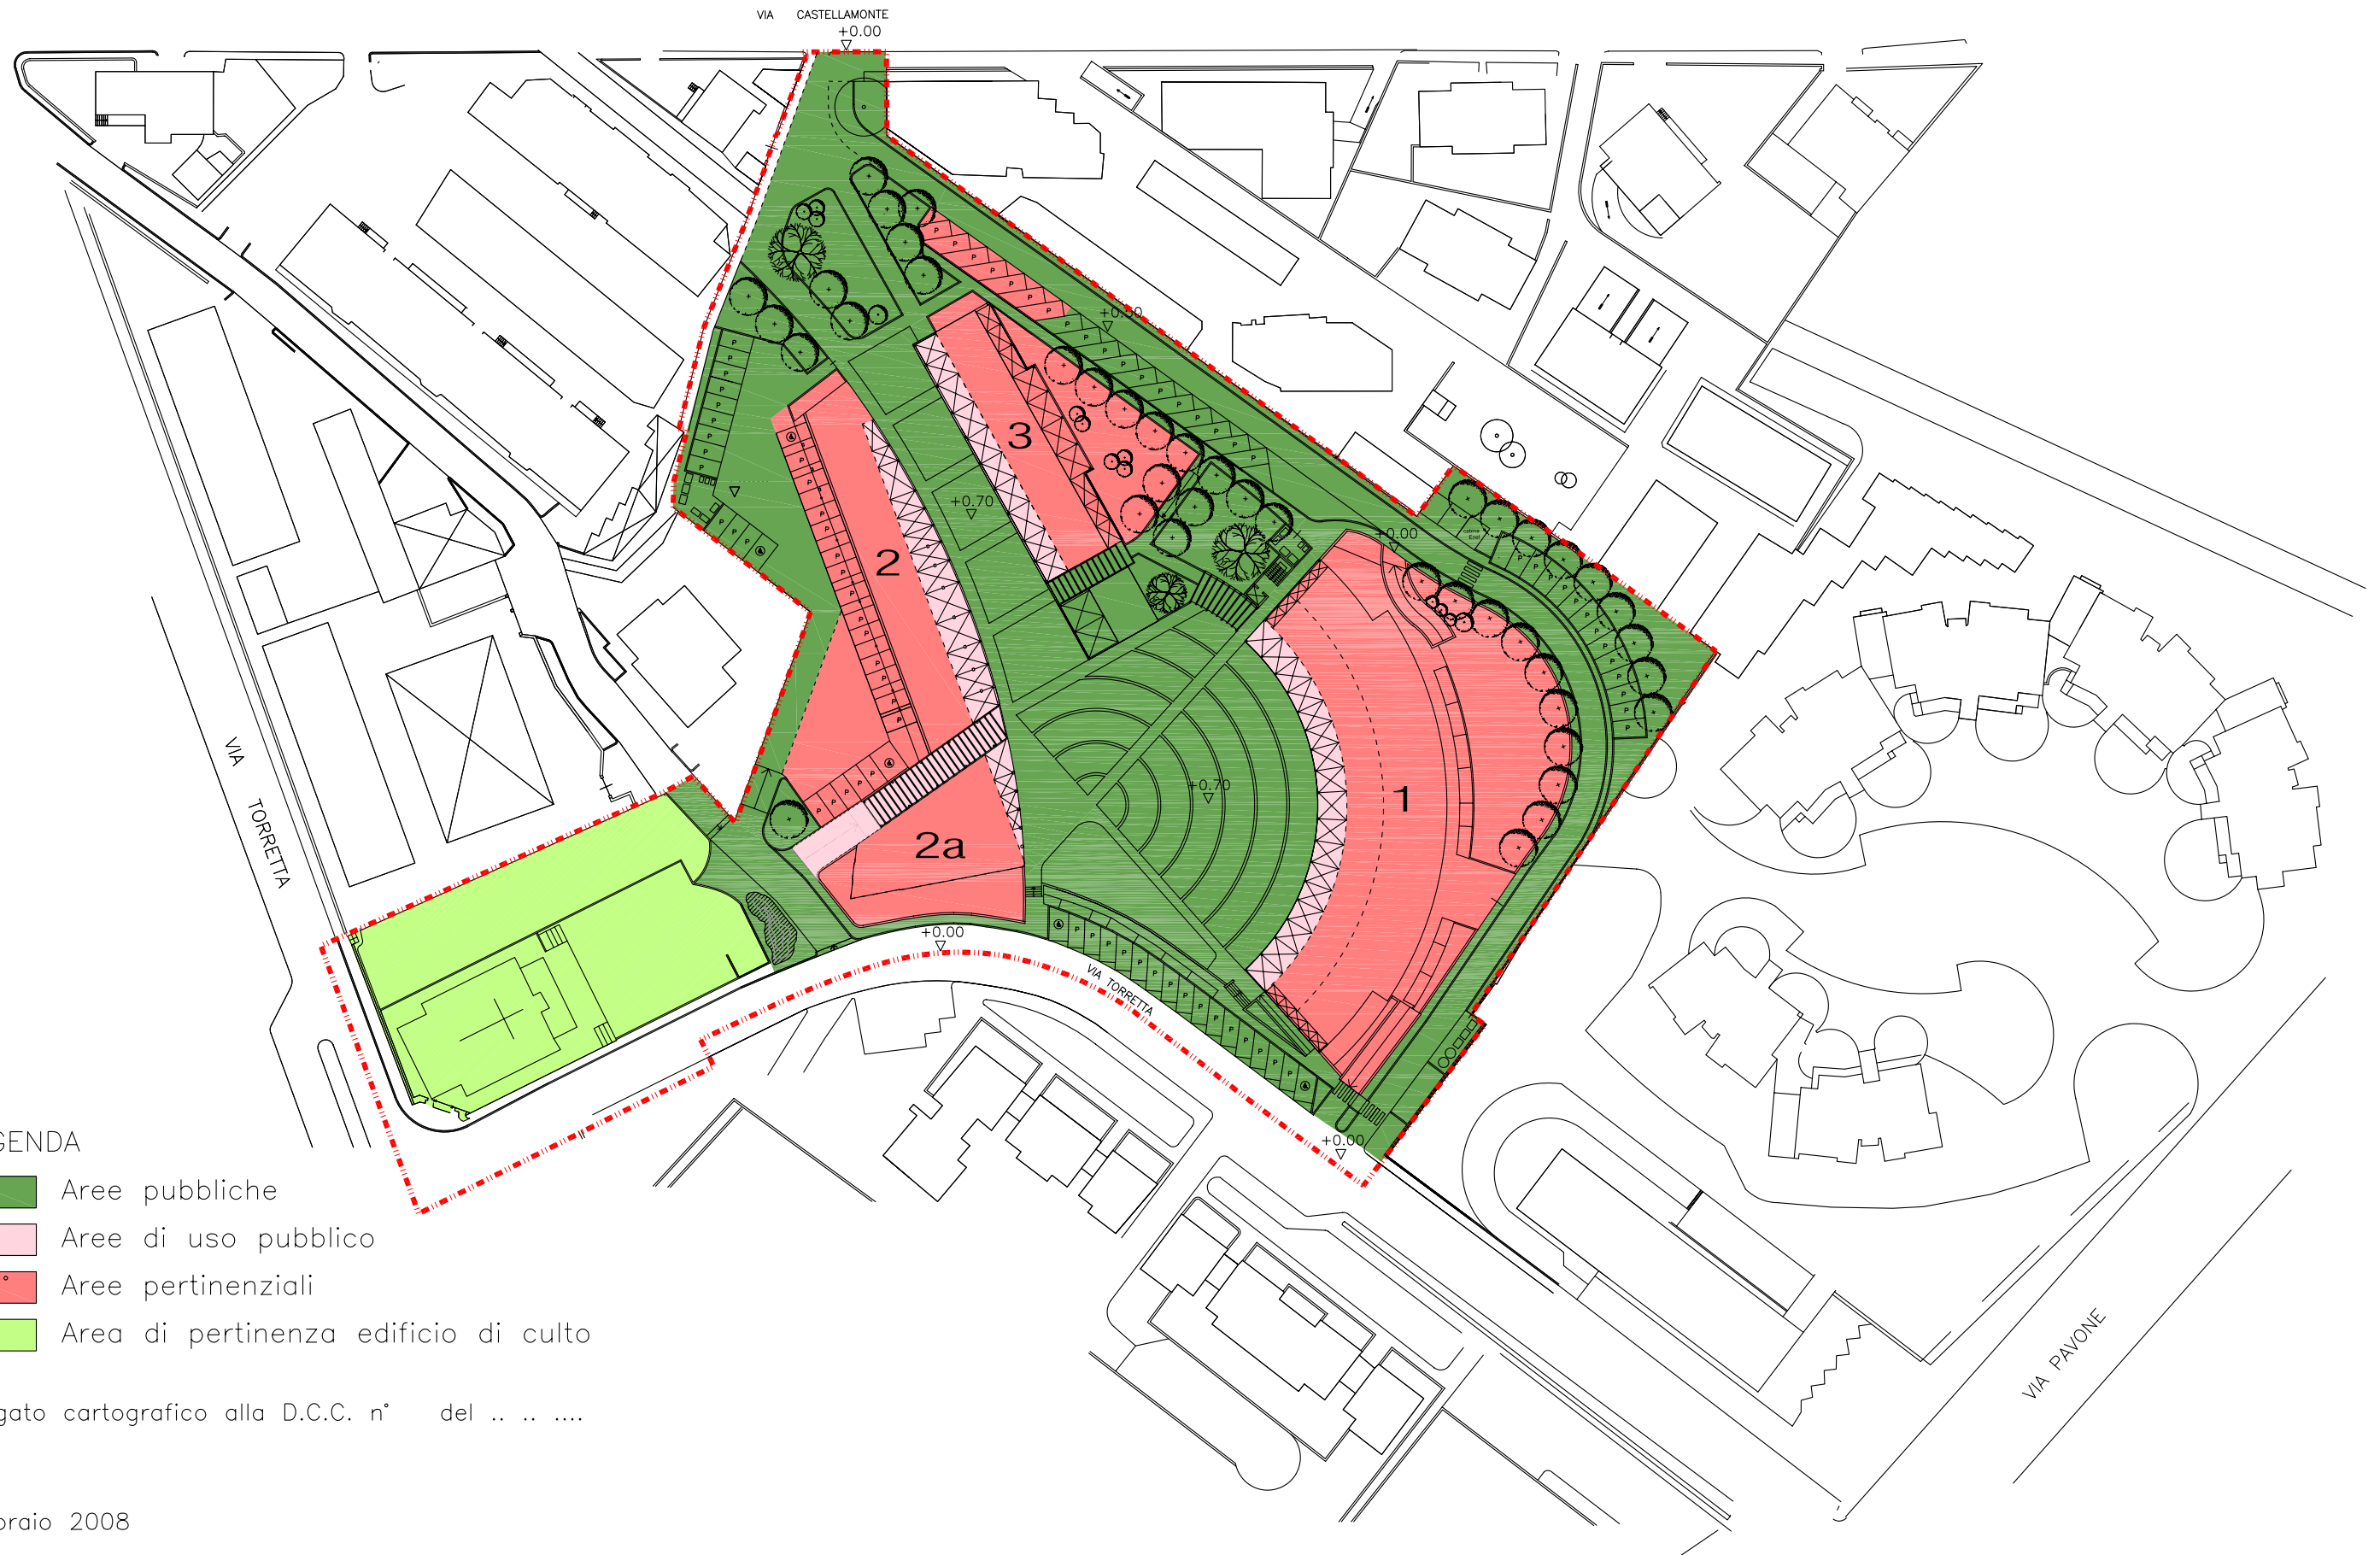 VIA CASTELLAMONTE
+0.00
+0.50
3
+0.70
+0.00
2
+0.70
1
VIA TORRETTA
2a
+0.00
VIA TORRETTA
+0.00
GENDA
Aree pubbliche
Aree di uso pubblico
Aree pertinenziali
Area di pertinenza edificio di culto
gato cartografico alla D.C.C. n° del .. .. ....
VIA PAVONE
braio 2008